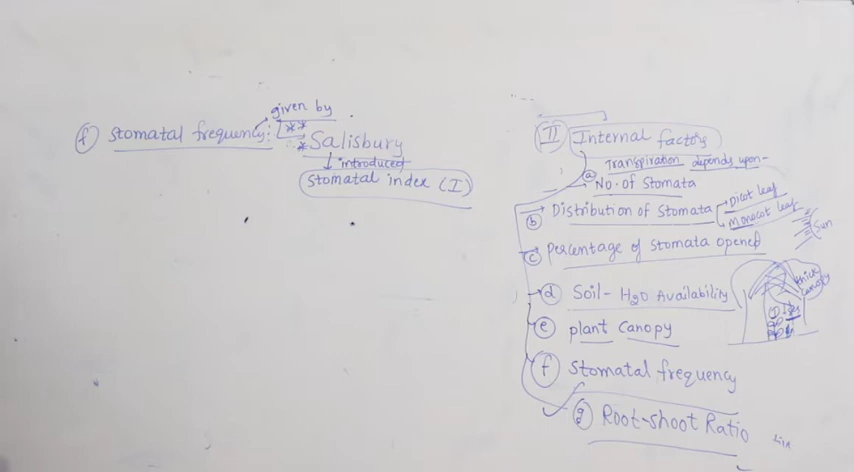 given by
(f) Stomatal frequency: ** 
* Salisbury
introduced
Stomatal index (I)
II Internal factors
Transpiration depends upon-
(a) No. of Stomata
(b) Distribution of Stomata
Dicot leaf
Monocot leaf
Sun
(c) Percentage of Stomata opened
(d) Soil - H2O Availability
thick canopy
(e) plant Canopy
(f) Stomatal frequency
(g) Root-shoot Ratio